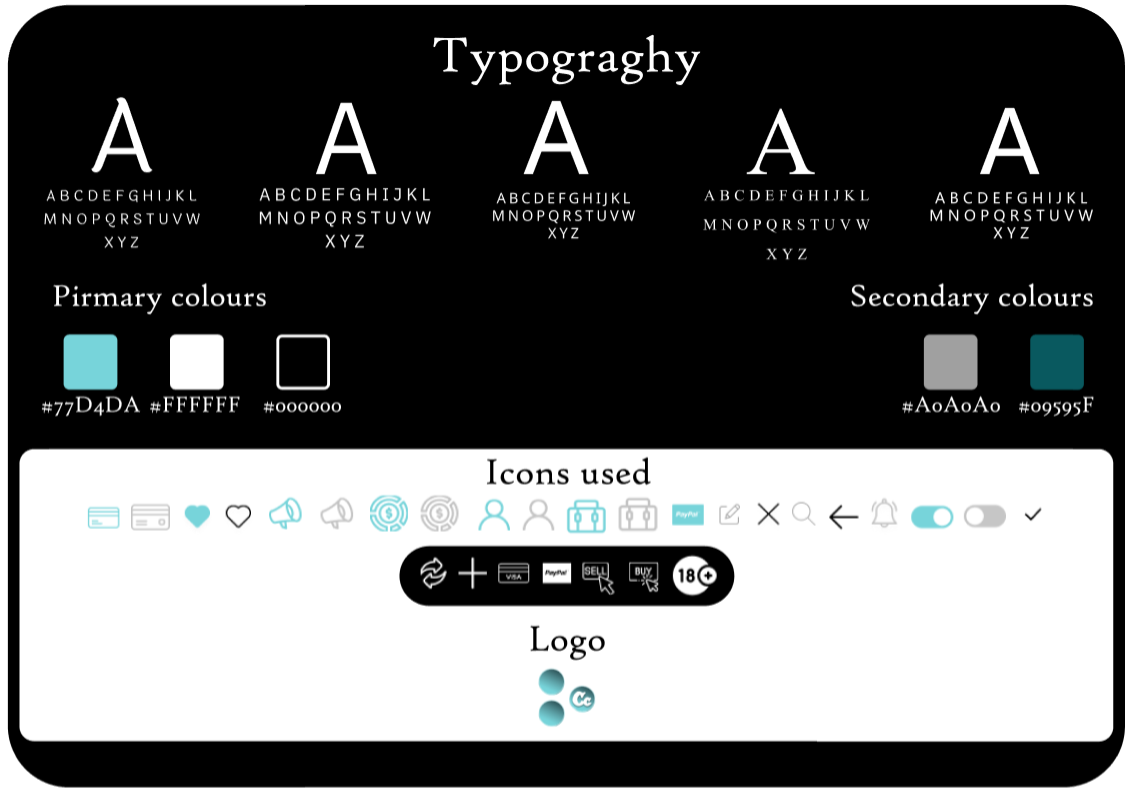 Typograghy
A A A A A
ABCDEFGHIJKL
MNOPQRSTUVW
XYZ
ABCDEFGHIJKL
MNOPQRSTUVW
XYZ
ABCDEFGHIJKL
MNOPQRSTUVW
XYZ
ABCDEFGHIJKL
MNOPQRSTUVW
XYZ
ABCDEFGHIJKL
MNOPQRSTUVW
XYZ
Pirmary colours
#77D4DA #FFFFFF #000000
Secondary colours
#A0A0A0 #09595F
Icons used
$ $ PayPal
VISA PayPal SELL BUY 18+
Logo
Cc